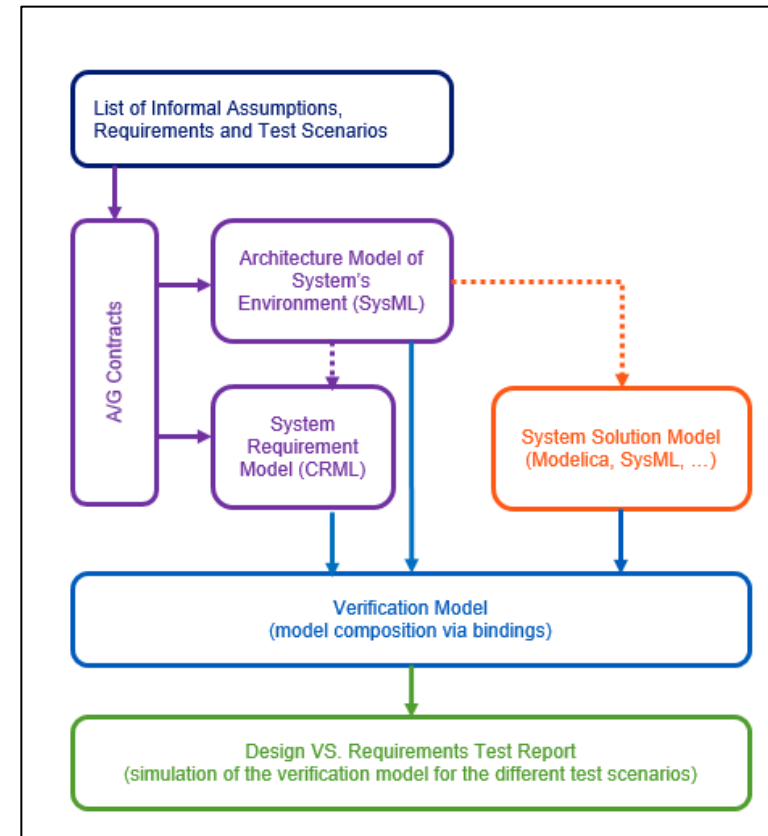 List of Informal Assumptions,
Requirements and Test Scenarios
A/G Contracts
Architecture Model of
System's
Environment (SysML)
System
Requirement
Model (CRML)
System Solution Model
(Modelica, SysML, …)
Verification Model
(model composition via bindings)
Design VS. Requirements Test Report
(simulation of the verification model for the different test scenarios)